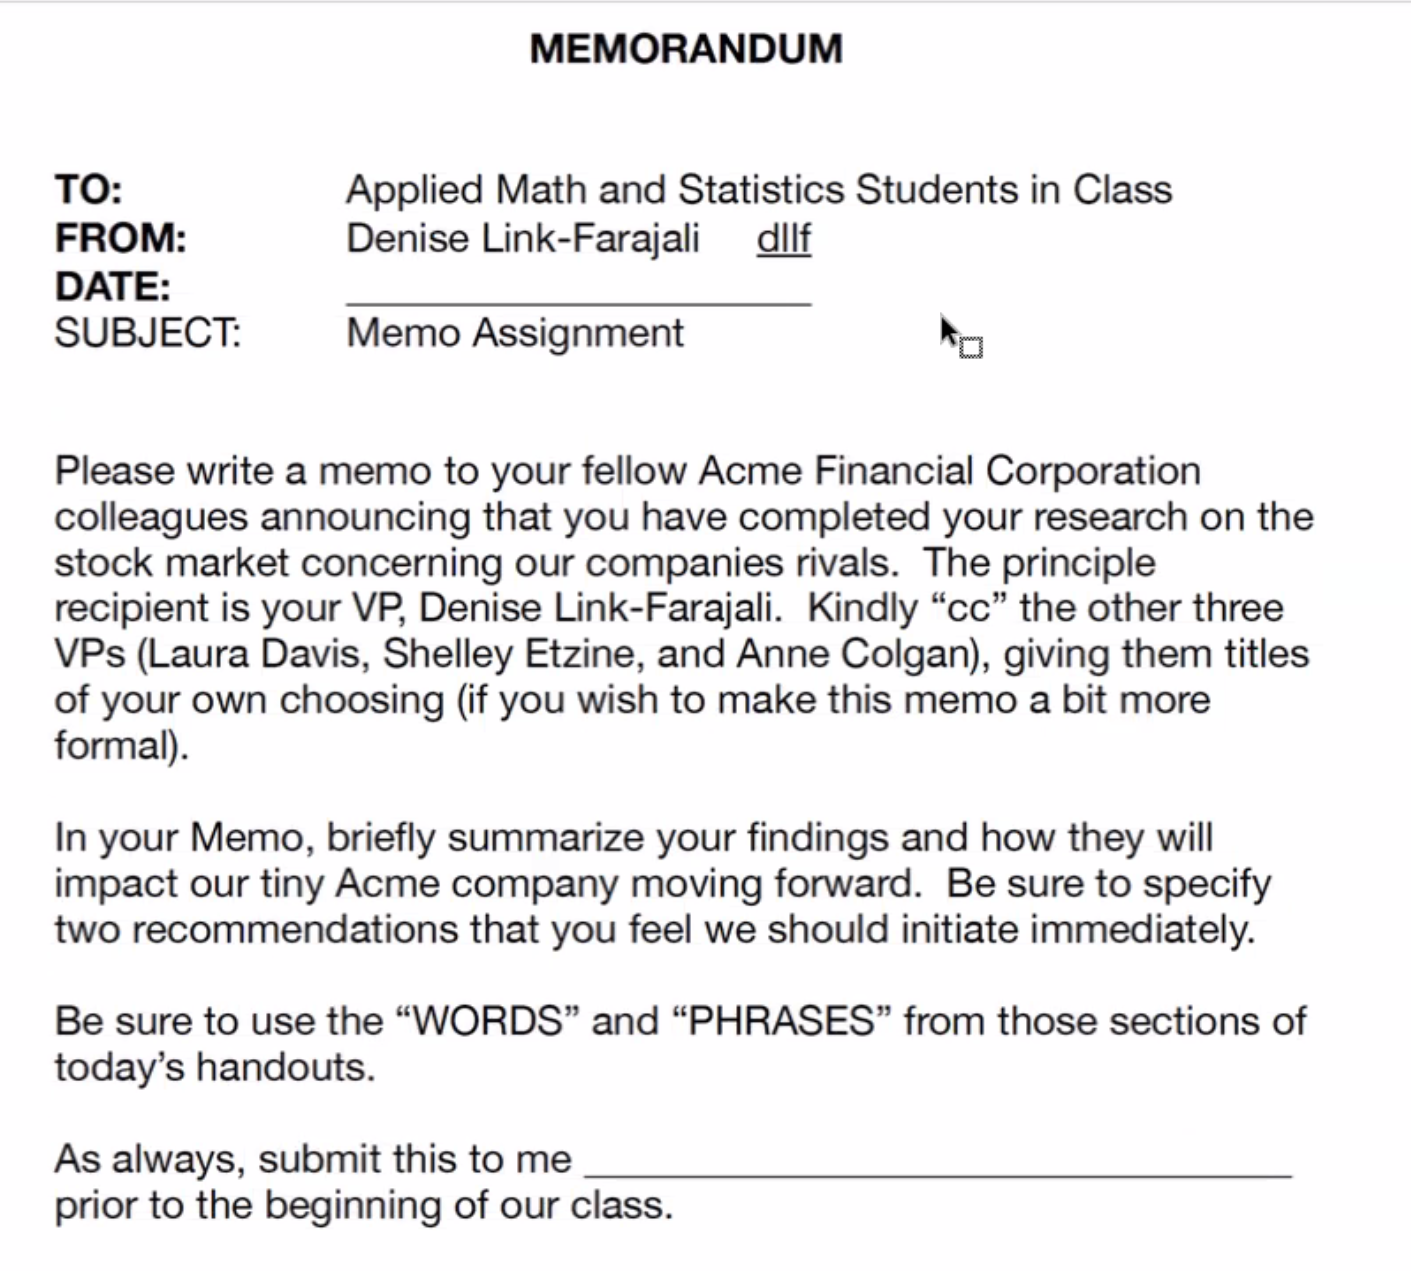 MEMORANDUM
TO: Applied Math and Statistics Students in Class
FROM: Denise Link-Farajali dllf
DATE: ____________________
SUBJECT: Memo Assignment
Please write a memo to your fellow Acme Financial Corporation
colleagues announcing that you have completed your research on the
stock market concerning our companies rivals. The principle
recipient is your VP, Denise Link-Farajali. Kindly “cc” the other three
VPs (Laura Davis, Shelley Etzine, and Anne Colgan), giving them titles
of your own choosing (if you wish to make this memo a bit more
formal).
In your Memo, briefly summarize your findings and how they will
impact our tiny Acme company moving forward. Be sure to specify
two recommendations that you feel we should initiate immediately.
Be sure to use the “WORDS” and “PHRASES” from those sections of
today’s handouts.
As always, submit this to me ______________________________
prior to the beginning of our class.